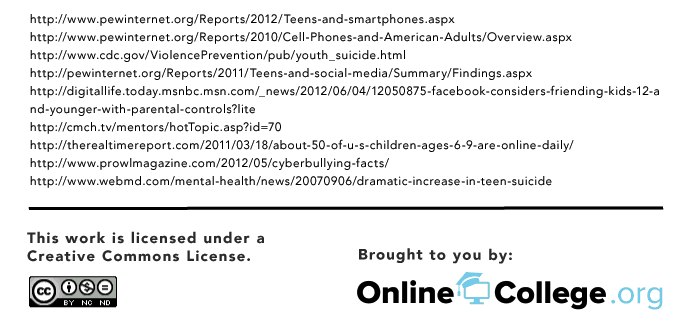 http://www.pewinternet.org/Reports/2012/Teens-and-smartphones.aspx
http://www.pewinternet.org/Reports/2010/Cell-Phones-and-American-Adults/Overview.aspx
http://www.cdc.gov/ViolencePrevention/pub/youth_suicide.html
http://pewinternet.org/Reports/2011/Teens-and-social-media/Summary/Findings.aspx
http://digitallife.today.msnbc.msn.com/_news/2012/06/04/12050875-facebook-considers-friending-kids-12-a
nd-younger-with-parental-controls?lite
http://cmch.tv/mentors/hotTopic.asp?id=70
http://therealtimereport.com/2011/03/18/about-50-of-u-s-children-ages-6-9-are-online-daily/
http://www.prowlmagazine.com/2012/05/cyberbullying-facts/
http://www.webmd.com/mental-health/news/20070906/dramatic-increase-in-teen-suicide
This work is licensed under a
Creative Commons License.
cc
BY NC ND
Brought to you by:
Online College.org